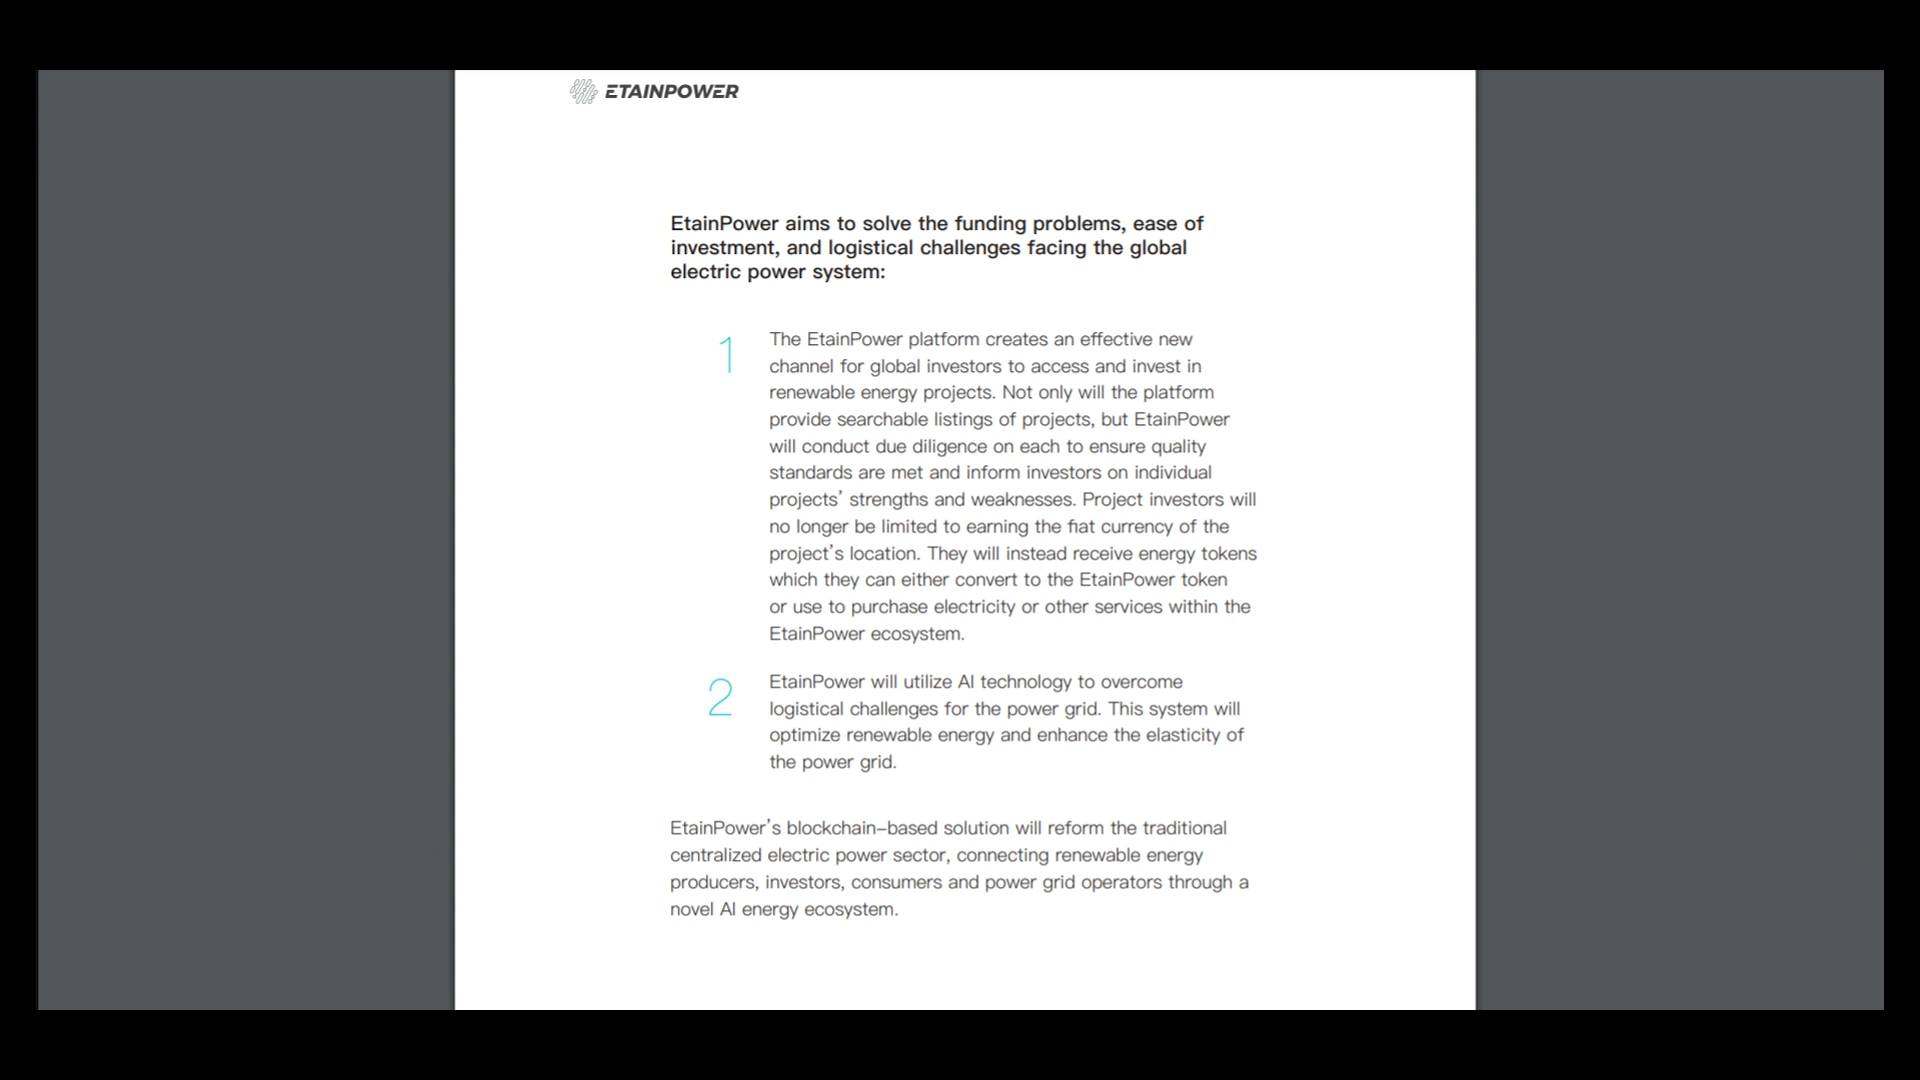 ETAINPOWER
EtainPower aims to solve the funding problems, ease of
investment, and logistical challenges facing the global
electric power system:
1
The EtainPower platform creates an effective new
channel for global investors to access and invest in
renewable energy projects. Not only will the platform
provide searchable listings of projects, but EtainPower
will conduct due diligence on each to ensure quality
standards are met and inform investors on individual
projects’ strengths and weaknesses. Project investors will
no longer be limited to earning the fiat currency of the
project’s location. They will instead receive energy tokens
which they can either convert to the EtainPower token
or use to purchase electricity or other services within the
EtainPower ecosystem.
2
EtainPower will utilize AI technology to overcome
logistical challenges for the power grid. This system will
optimize renewable energy and enhance the elasticity of
the power grid.
EtainPower’s blockchain–based solution will reform the traditional
centralized electric power sector, connecting renewable energy
producers, investors, consumers and power grid operators through a
novel AI energy ecosystem.